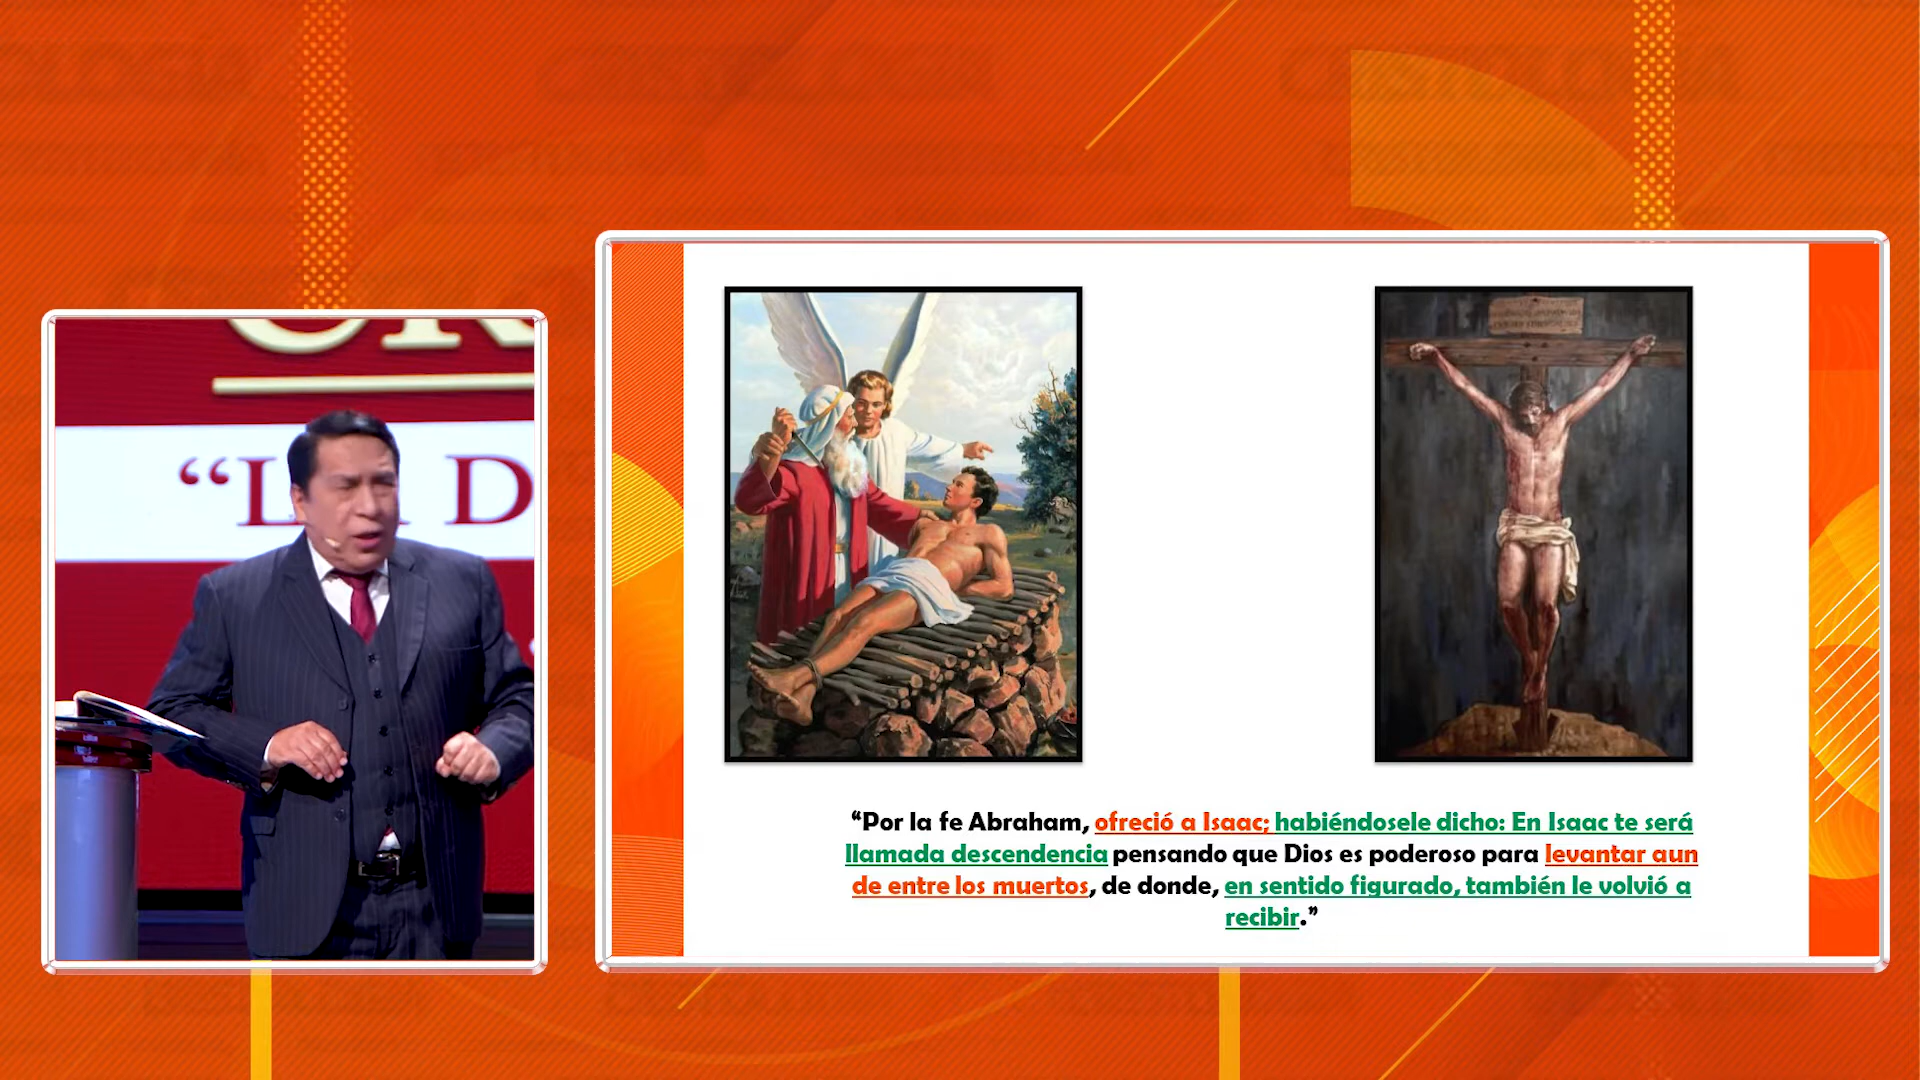 “L
D
“Por la fe Abraham, ofreció a Isaac; habiéndosele dicho: En Isaac te será
llamada descendencia pensando que Dios es poderoso para levantar aun
de entre los muertos, de donde, en sentido figurado, también le volvió a
recibir.”